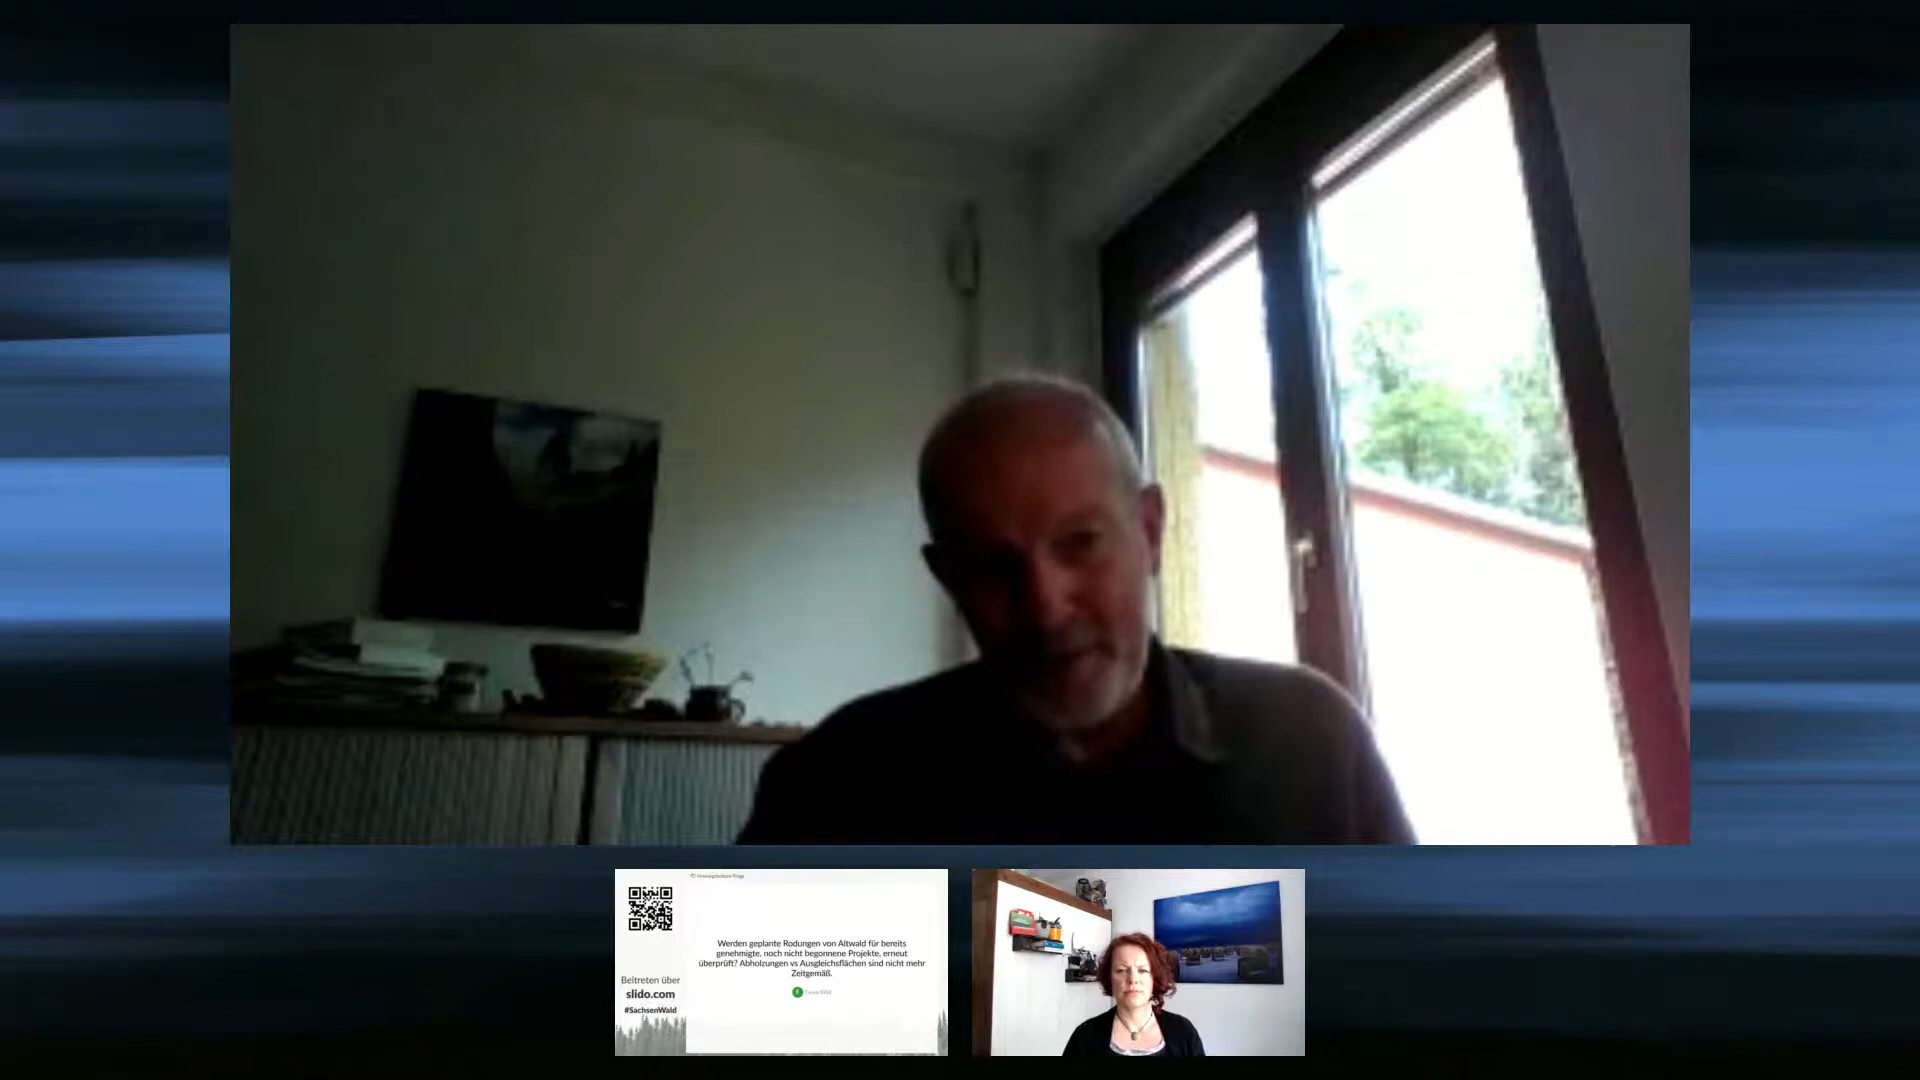 Werden geplante Rodungen von Altwald für bereits
genehmigte, noch nicht begonnene Projekte, erneut
überprüft? Abholzungen vs Ausgleichsflächen sind nicht mehr
Zeitgemäß.
Beitreten über
slido.com
#SachsenWald